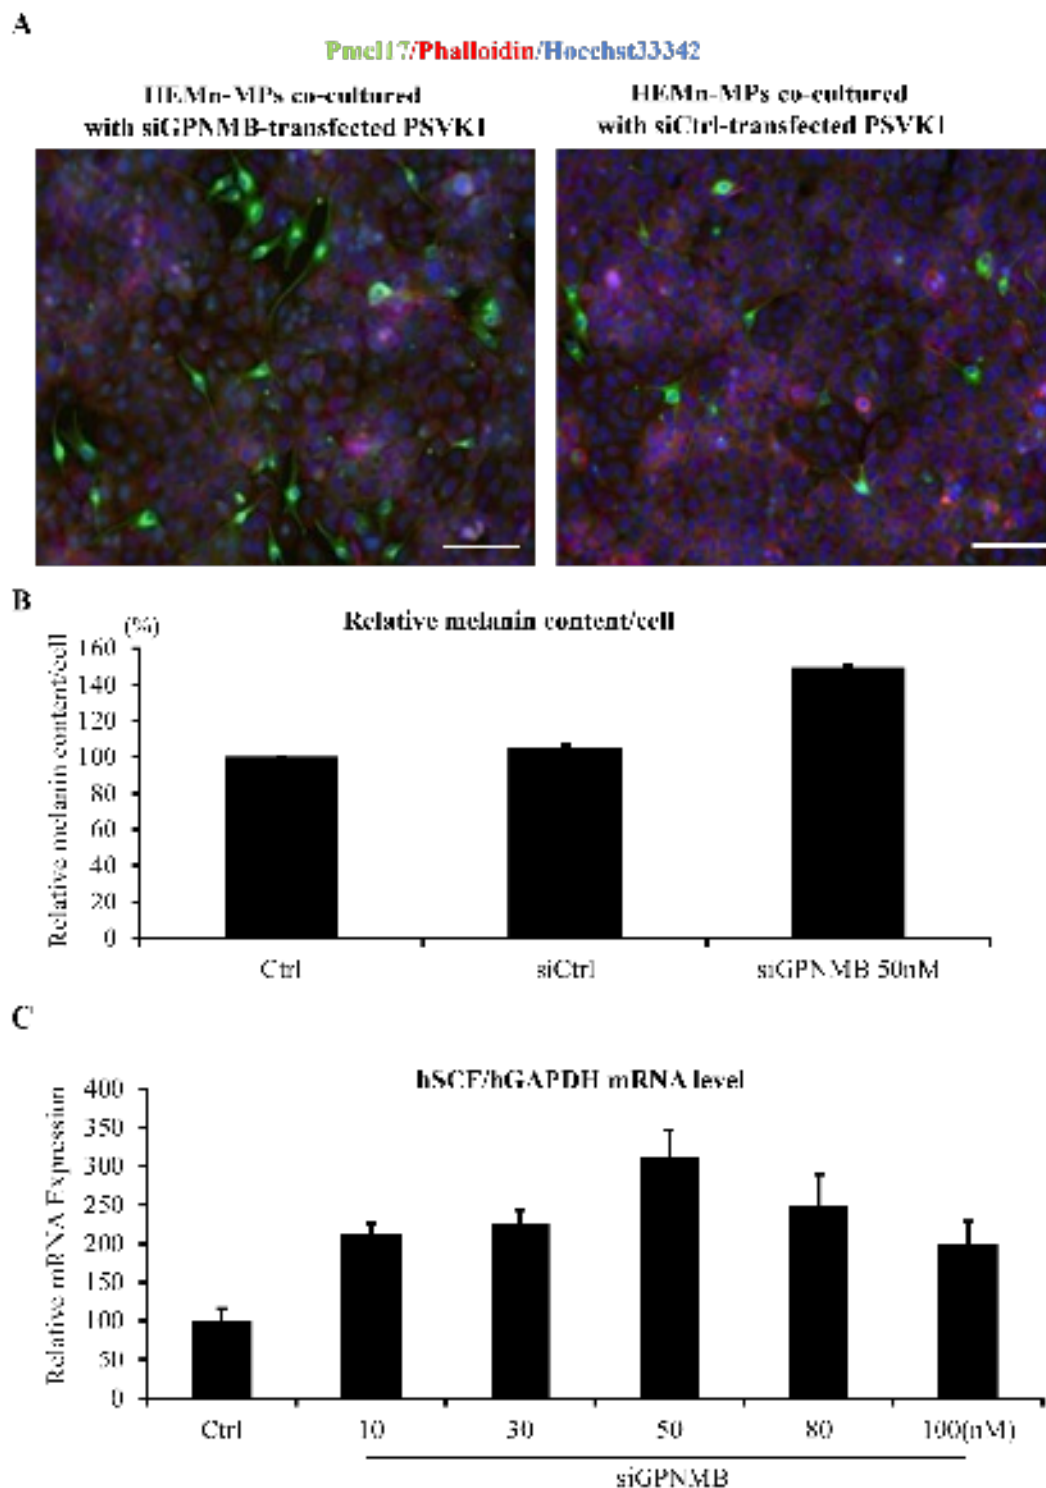 A
Pmel17/Phalloidin/Hoechst33342
HEMn-MPs co-cultured
with siGPNMB-transfected PSVK1
HEMn-MPs co-cultured
with siCtrl-transfected PSVK1
B
Relative melanin content/cell
(%)
Relative melanin content/cell
160
140
120
100
80
60
40
20
0
Ctrl
siCtrl
siGPNMB 50nM
C
hSCF/hGAPDH mRNA level
Relative mRNA Expression
400
350
300
250
200
150
100
50
0
Ctrl
10
30
50
80
100(nM)
siGPNMB